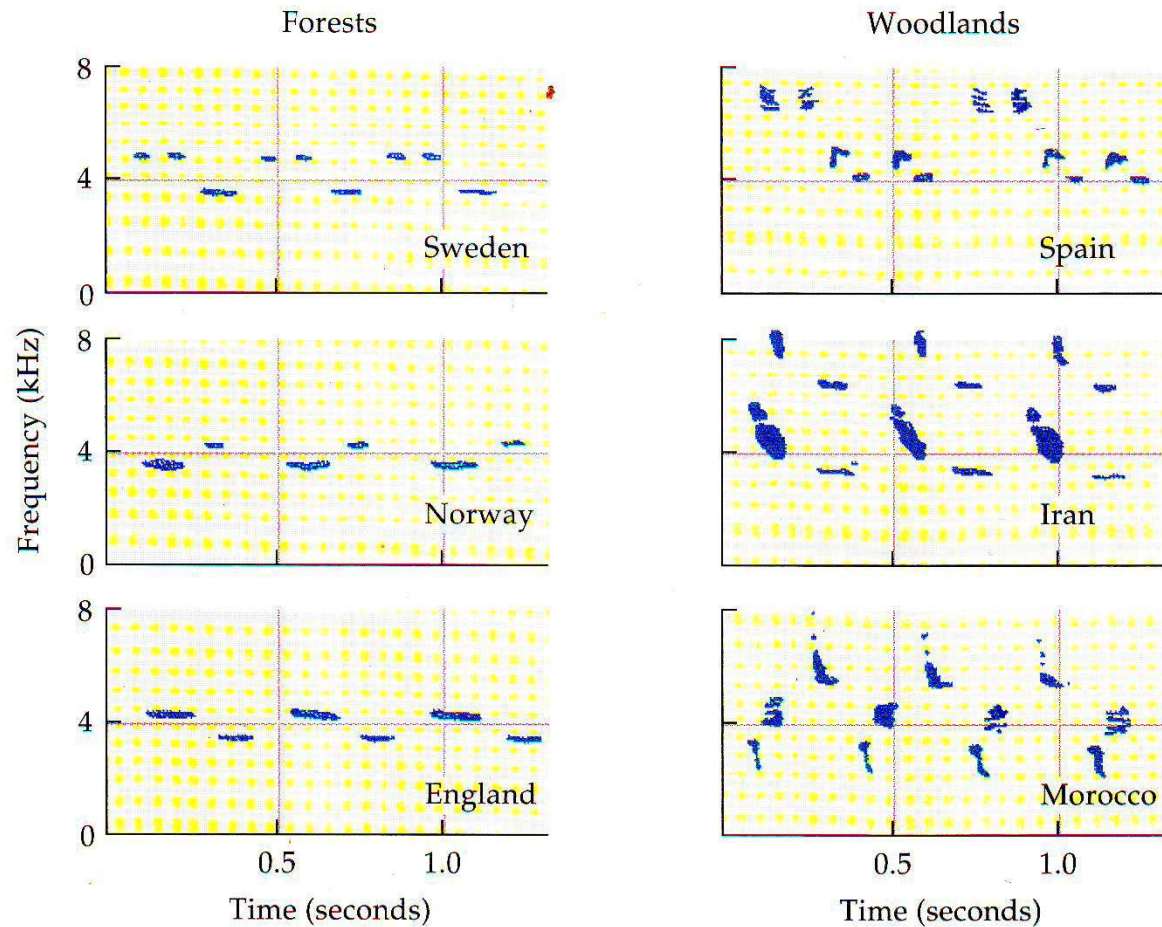 Forests
Woodlands
Frequency (kHz)
8
4
0
Sweden
Spain
8
4
0
Norway
Iran
8
4
0
England
Morocco
0.5
1.0
0.5
1.0
Time (seconds)
Time (seconds)